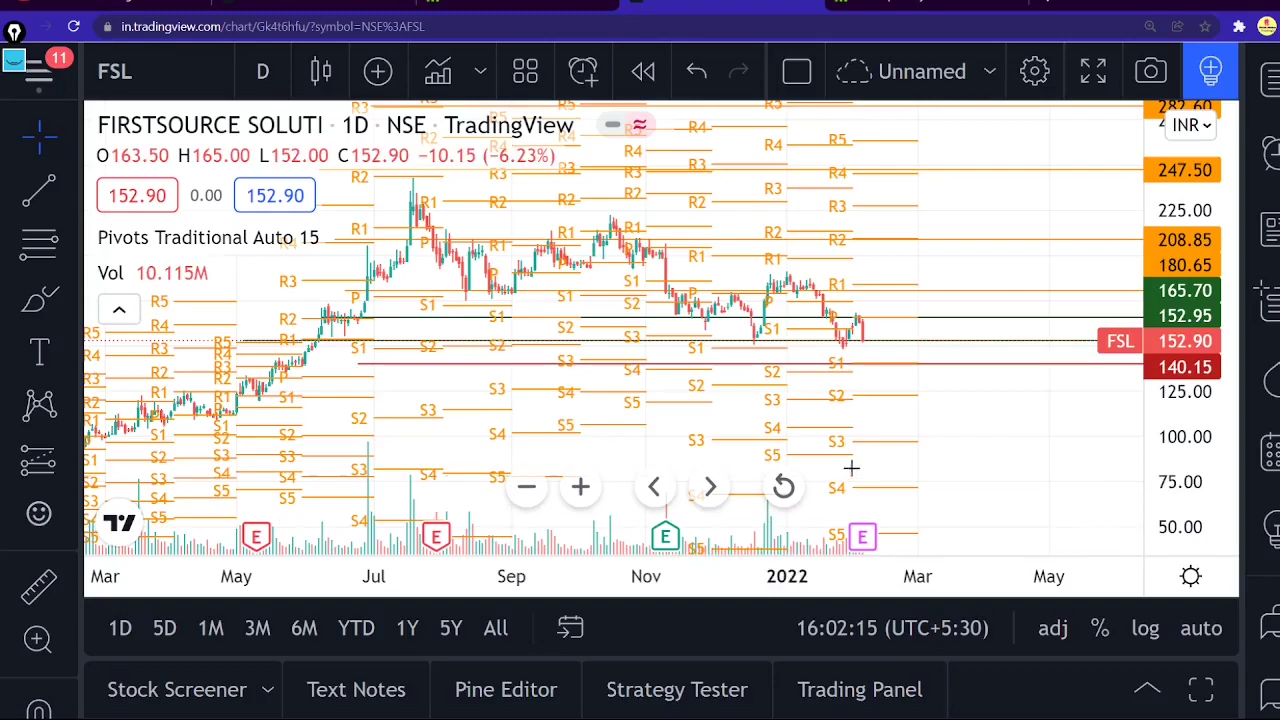 in.tradingview.com/chart/Gk4t6hfu/?symbol=NSE%3AFSL
11
FSL
D
Unnamed
FIRSTSOURCE SOLUTI · 1D · NSE · TradingView
O163.50 H165.00 L152.00 C152.90 −10.15 (−6.23%)
152.90 0.00 152.90
Pivots Traditional Auto 15
Vol 10.115M
282.60
INR
247.50
225.00
208.85
180.65
165.70
152.95
FSL 152.90
140.15
125.00
100.00
75.00
50.00
R5
R4
R3
R2
R1
P
S1
S2
S3
S4
S5
E E E E
Mar May Jul Sep Nov 2022 Mar May
1D 5D 1M 3M 6M YTD 1Y 5Y All
16:02:15 (UTC+5:30) adj % log auto
Stock Screener Text Notes Pine Editor Strategy Tester Trading Panel